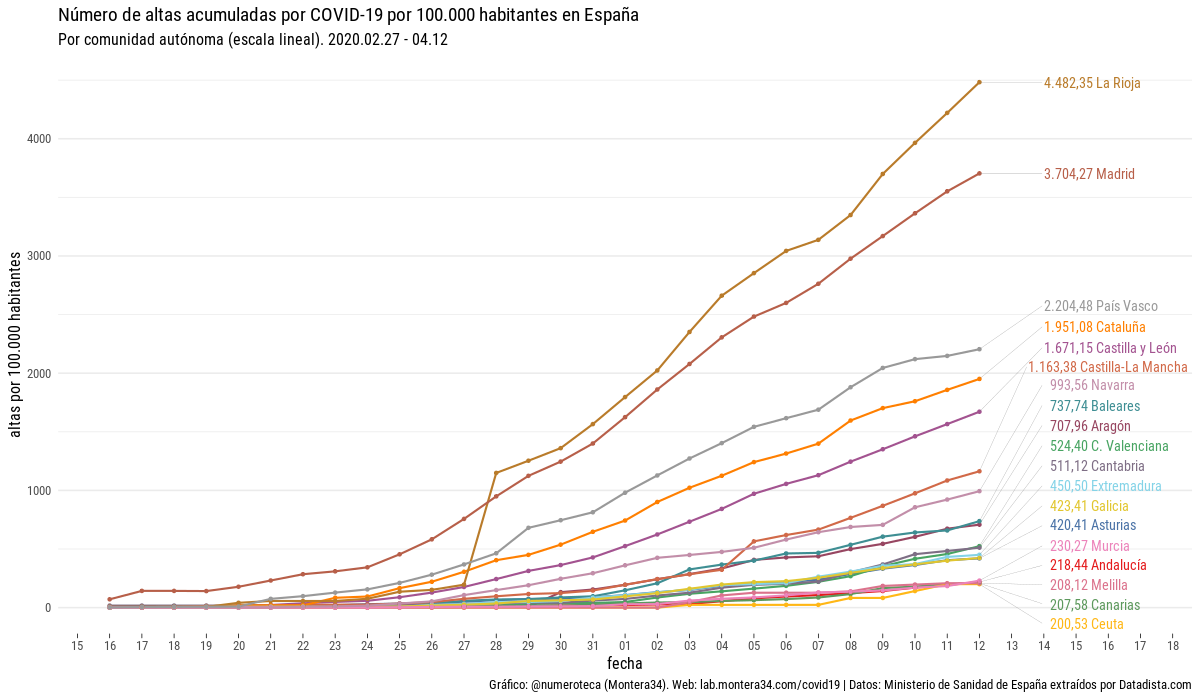 Número de altas acumuladas por COVID-19 por 100.000 habitantes en España
Por comunidad autónoma (escala lineal). 2020.02.27 - 04.12
altas por 100.000 habitantes
4000
3000
2000
1000
0
4.482,35 La Rioja
3.704,27 Madrid
2.204,48 País Vasco
1.951,08 Cataluña
1.671,15 Castilla y León
1.163,38 Castilla-La Mancha
993,56 Navarra
737,74 Baleares
707,96 Aragón
524,40 C. Valenciana
511,12 Cantabria
450,50 Extremadura
423,41 Galicia
420,41 Asturias
230,27 Murcia
218,44 Andalucía
208,12 Melilla
207,58 Canarias
200,53 Ceuta
15 16 17 18 19 20 21 22 23 24 25 26 27 28 29 30 31 01 02 03 04 05 06 07 08 09 10 11 12 13 14 15 16 17 18
fecha
Gráfico: @numeroteca (Montera34). Web: lab.montera34.com/covid19 | Datos: Ministerio de Sanidad de España extraídos por Datadista.com